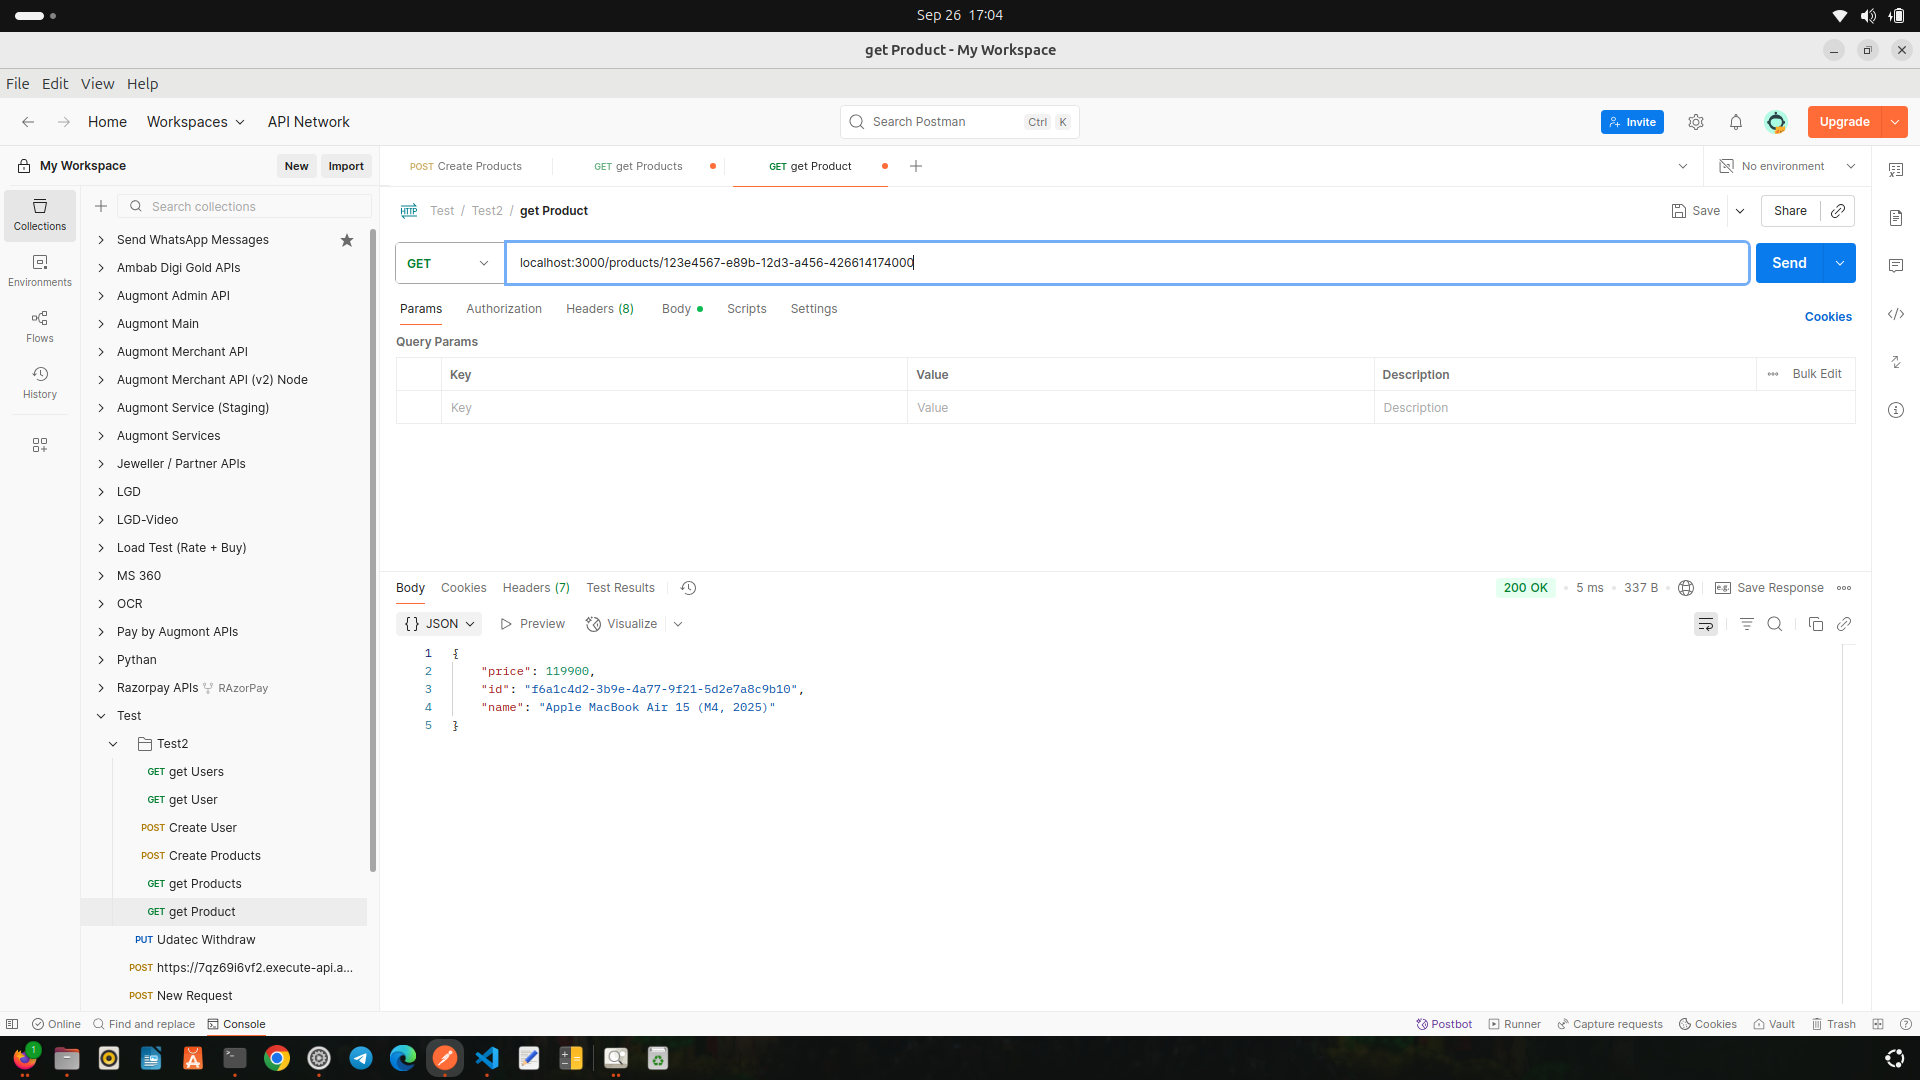 Sep 26 17:04
get Product - My Workspace
File Edit View Help
Home Workspaces API Network
Search Postman Ctrl K
Invite
Upgrade
My Workspace New Import
POST Create Products
GET get Products
GET get Product
No environment
Collections
Environments
Flows
History
Search collections
Send WhatsApp Messages
Ambab Digi Gold APIs
Augmont Admin API
Augmont Main
Augmont Merchant API
Augmont Merchant API (v2) Node
Augmont Service (Staging)
Augmont Services
Jeweller / Partner APIs
LGD
LGD-Video
Load Test (Rate + Buy)
MS 360
OCR
Pay by Augmont APIs
Pythan
Razorpay APIs RAzorPay
Test
Test2
GET get Users
GET get User
POST Create User
POST Create Products
GET get Products
GET get Product
PUT Udatec Withdraw
POST https://7qz69i6vf2.execute-api.a...
POST New Request
HTTP Test / Test2 / get Product
Save Share
GET localhost:3000/products/123e4567-e89b-12d3-a456-426614174000 Send
Params Authorization Headers (8) Body Scripts Settings Cookies
Query Params
Key Value Description Bulk Edit
Key Value Description
Body Cookies Headers (7) Test Results
200 OK 5 ms 337 B e.g. Save Response
{} JSON Preview Visualize
1 {
2 "price": 119900,
3 "id": "f6a1c4d2-3b9e-4a77-9f21-5d2e7a8c9b10",
4 "name": "Apple MacBook Air 15 (M4, 2025)"
5 }
Online Find and replace Console
Postbot Runner Capture requests Cookies Vault Trash
1